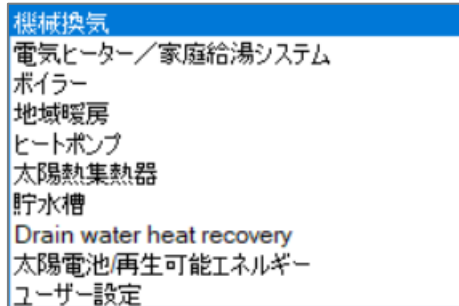 機械換気
電気ヒーター／家庭給湯システム
ボイラー
地域暖房
ヒートポンプ
太陽熱集熱器
貯水槽
Drain water heat recovery
太陽電池/再生可能エネルギー
ユーザー設定